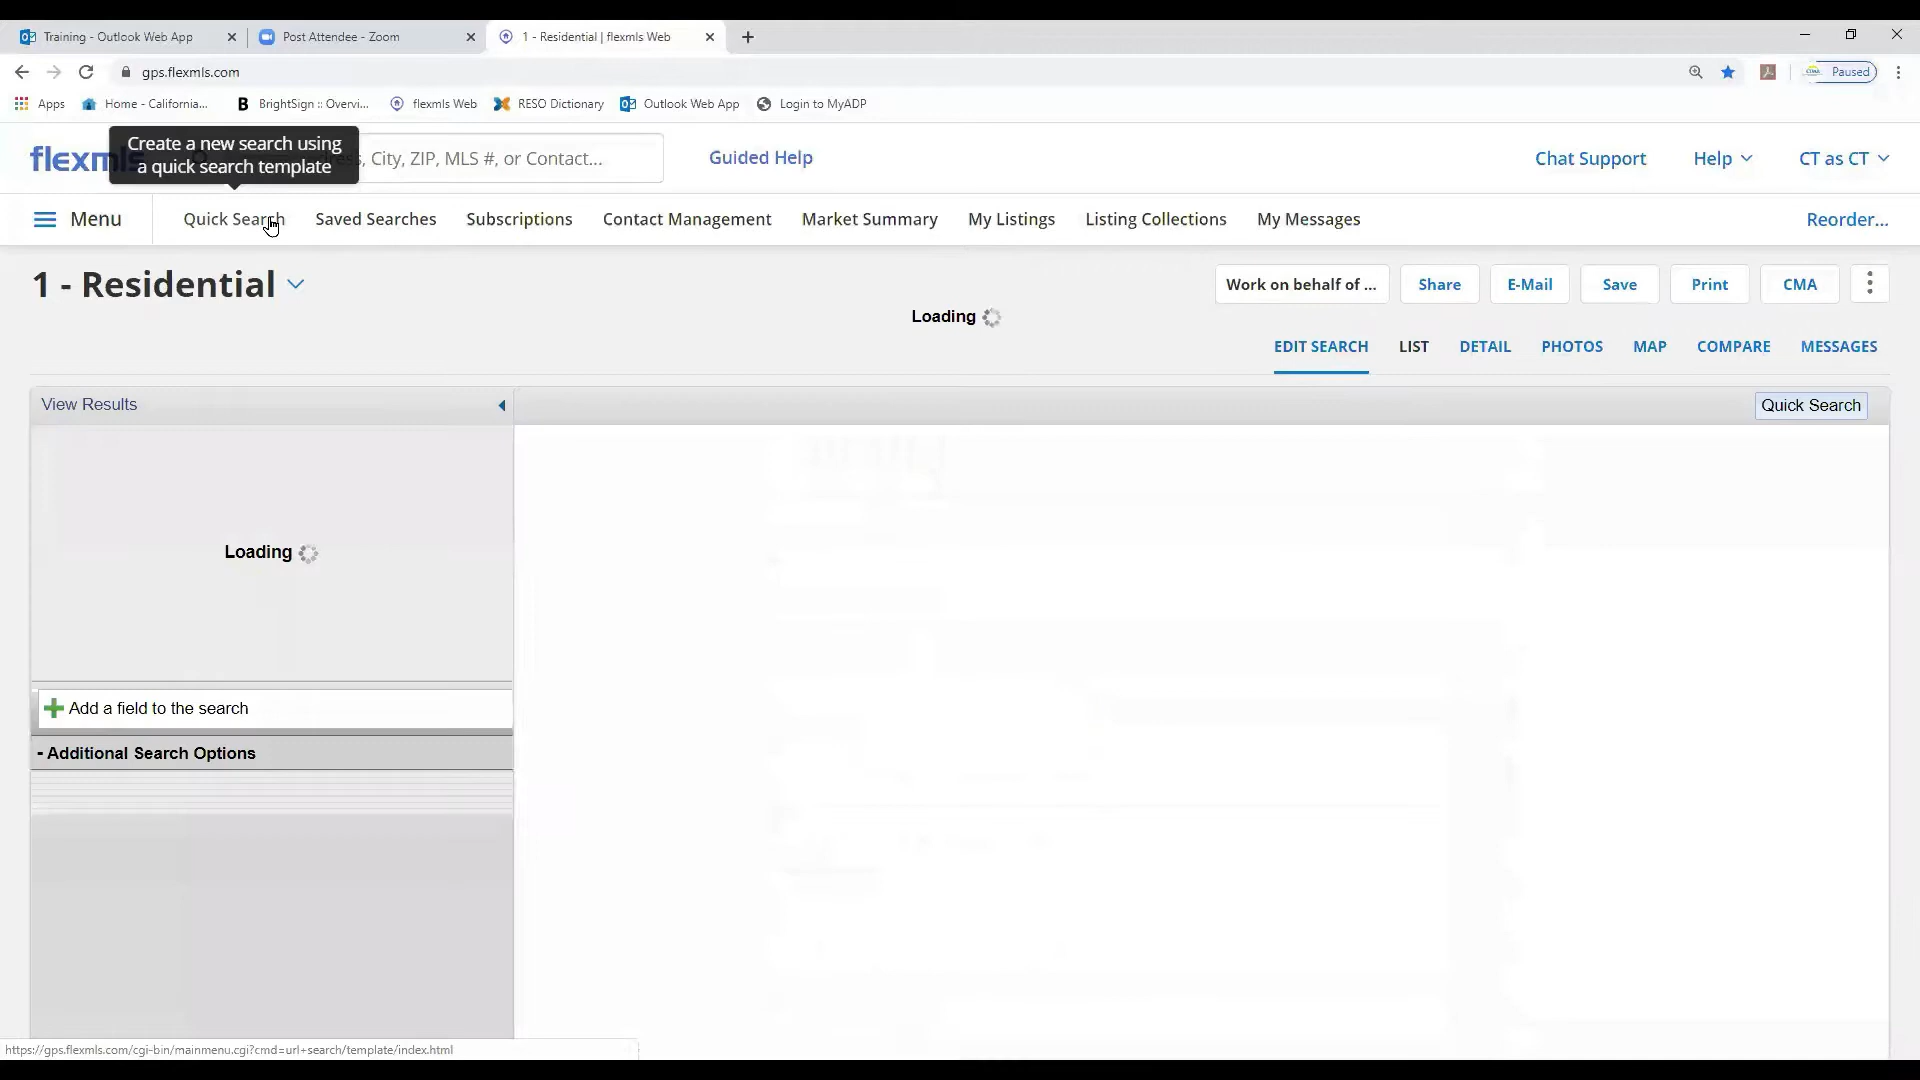 Training - Outlook Web App
Post Attendee - Zoom
1 - Residential | flexmls Web
gps.flexmls.com
Paused
Apps
Home - California...
BrightSign :: Overvi...
flexmls Web
RESO Dictionary
Outlook Web App
Login to MyADP
flexmls
Create a new search using
a quick search template
, City, ZIP, MLS #, or Contact...
Guided Help
Chat Support
Help
CT as CT
Menu
Quick Search
Saved Searches
Subscriptions
Contact Management
Market Summary
My Listings
Listing Collections
My Messages
Reorder...
1 - Residential
Work on behalf of ...
Share
E-Mail
Save
Print
CMA
Loading
EDIT SEARCH
LIST
DETAIL
PHOTOS
MAP
COMPARE
MESSAGES
View Results
Quick Search
Loading
Add a field to the search
- Additional Search Options
https://gps.flexmls.com/cgi-bin/mainmenu.cgi?cmd=url+search/template/index.html